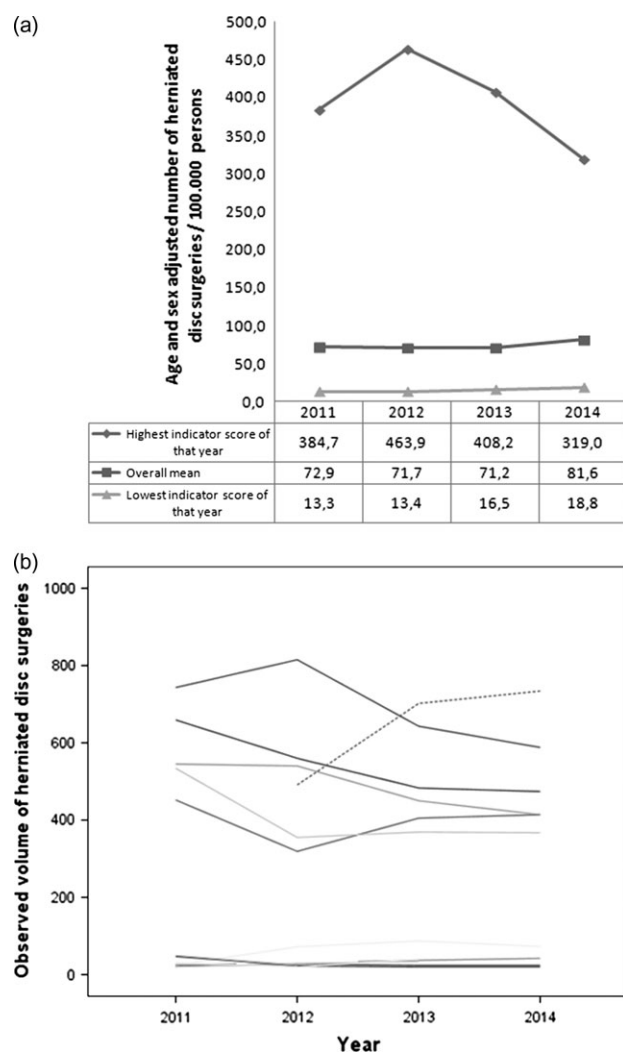 (a)
Age and sex adjusted number of herniated
disc surgeries / 100.000 persons
500,0
450,0
400,0
350,0
300,0
250,0
200,0
150,0
100,0
50,0
0,0
2011 2012 2013 2014
Highest indicator score of
that year
384,7 463,9 408,2 319,0
Overall mean 72,9 71,7 71,2 81,6
Lowest indicator score of
that year
13,3 13,4 16,5 18,8
(b)
Observed volume of herniated disc surgeries
1000
800
600
400
200
0
2011 2012 2013 2014
Year